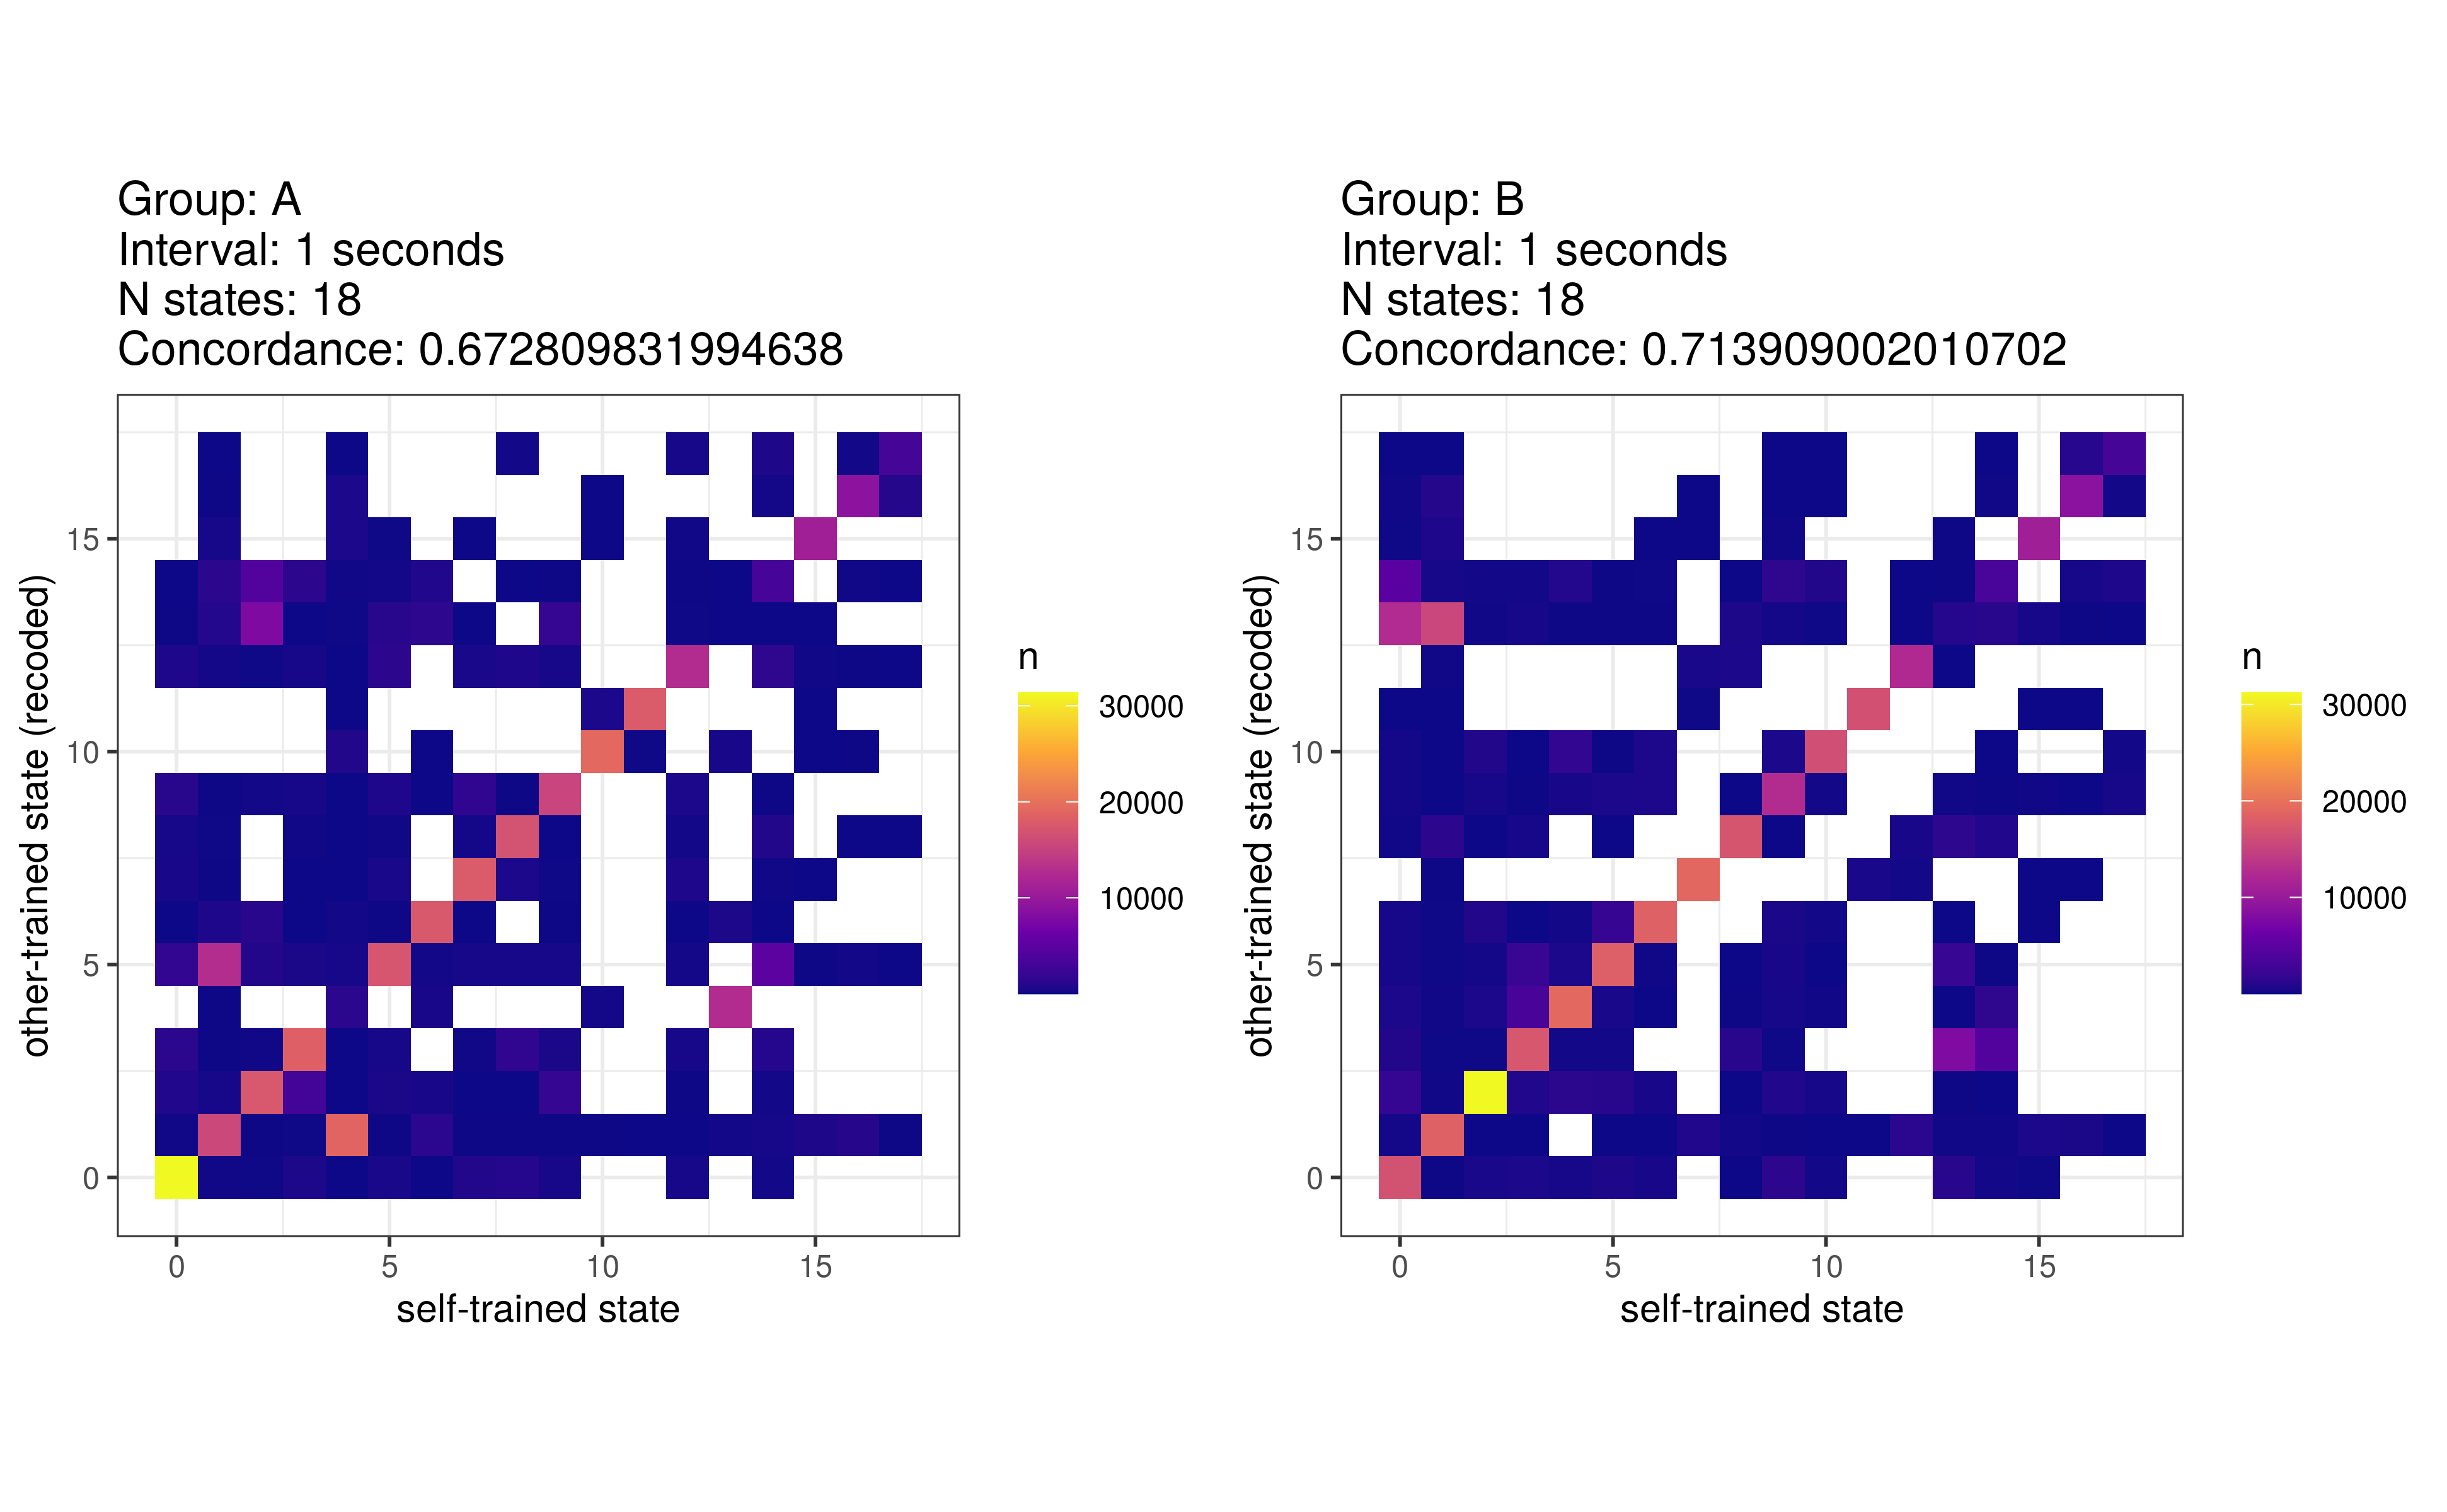 Group: A
Interval: 1 seconds
N states: 18
Concordance: 0.672809831994638
other-trained state (recoded)
15
10
5
0
0
5
10
15
self-trained state
n
30000
20000
10000
Group: B
Interval: 1 seconds
N states: 18
Concordance: 0.713909002010702
other-trained state (recoded)
15
10
5
0
0
5
10
15
self-trained state
n
30000
20000
10000